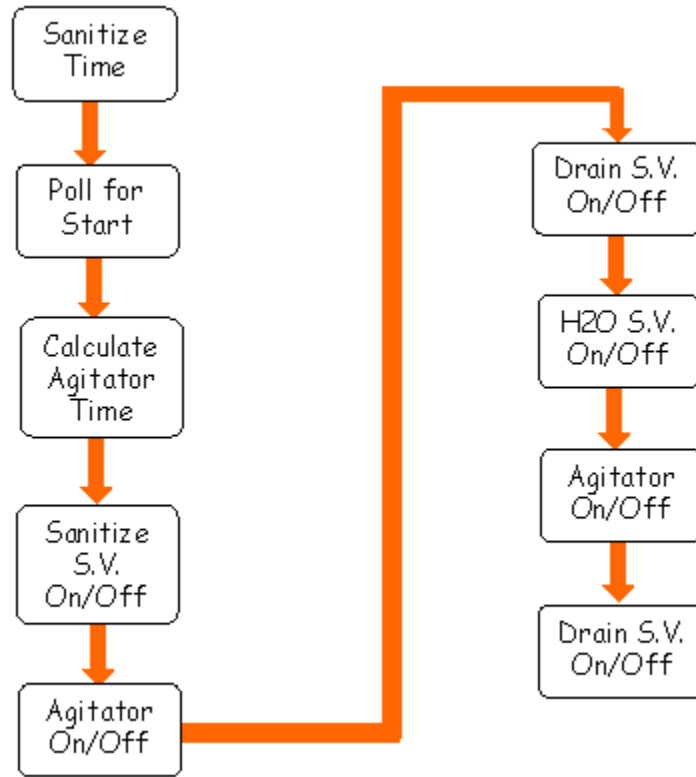 Sanitize
Time
Poll for
Start
Calculate
Agitator
Time
Sanitize
S.V.
On/Off
Agitator
On/Off
Drain S.V.
On/Off
H2O S.V.
On/Off
Agitator
On/Off
Drain S.V.
On/Off